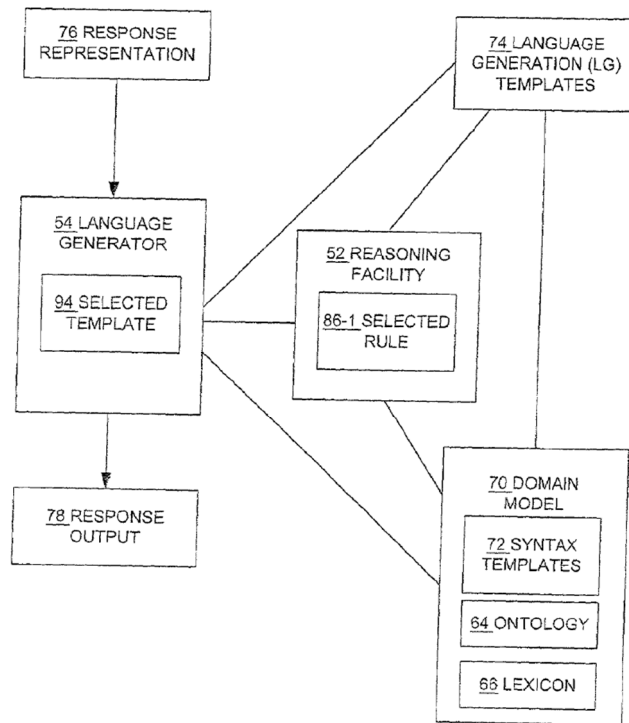 76 RESPONSE
REPRESENTATION
74 LANGUAGE
GENERATION (LG)
TEMPLATES
54 LANGUAGE
GENERATOR
94 SELECTED
TEMPLATE
52 REASONING
FACILITY
86-1 SELECTED
RULE
78 RESPONSE
OUTPUT
70 DOMAIN
MODEL
72 SYNTAX
TEMPLATES
64 ONTOLOGY
66 LEXICON